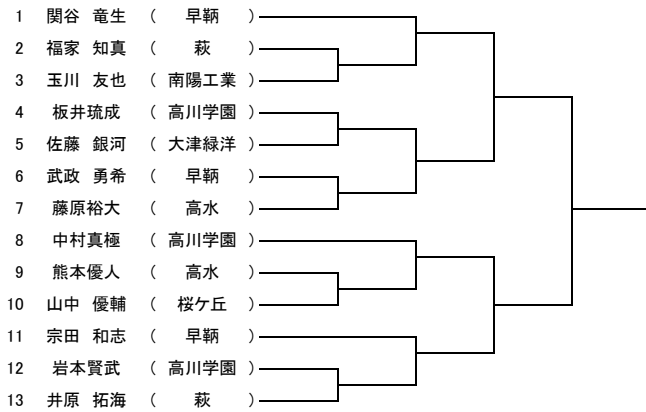 1 関谷 竜生 ( 早鞆 )
2 福家 知真 ( 萩 )
3 玉川 友也 ( 南陽工業 )
4 板井琉成 ( 高川学園 )
5 佐藤 銀河 ( 大津緑洋 )
6 武政 勇希 ( 早鞆 )
7 藤原裕大 ( 高水 )
8 中村真極 ( 高川学園 )
9 熊本優人 ( 高水 )
10 山中 優輔 ( 桜ケ丘 )
11 宗田 和志 ( 早鞆 )
12 岩本賢武 ( 高川学園 )
13 井原 拓海 ( 萩 )